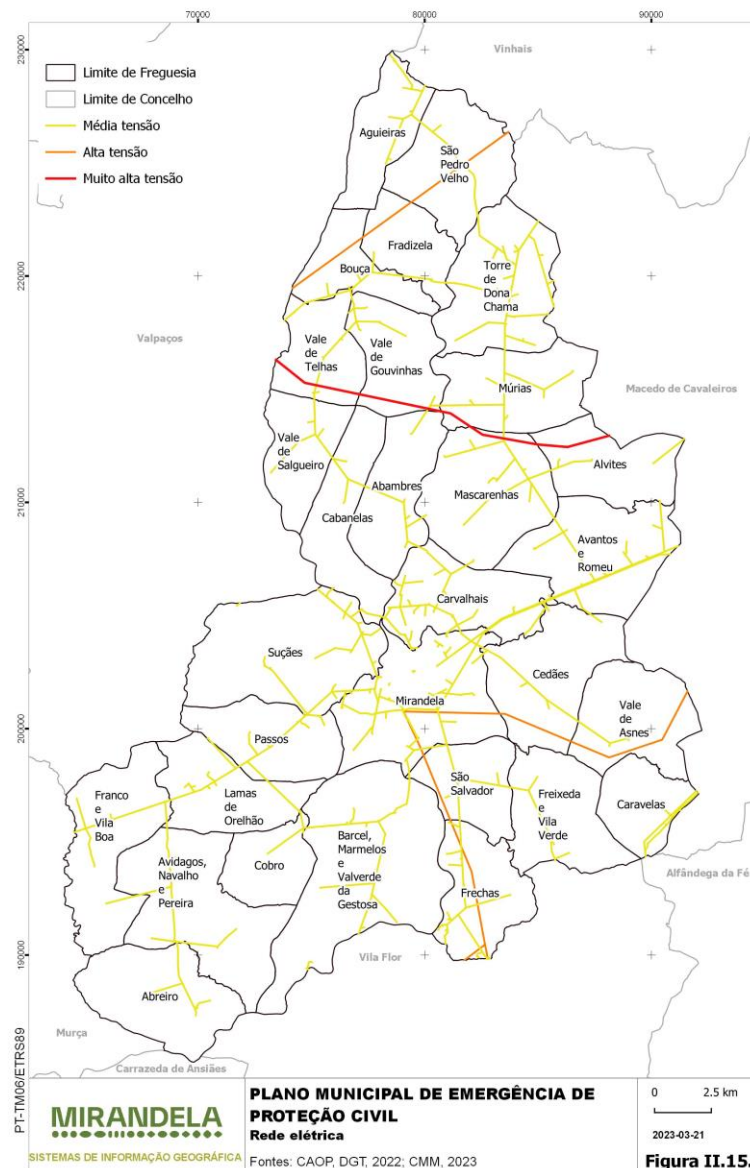 70000
80000
90000
230000
Vinhais
Limite de Freguesia
Limite de Concelho
Média tensão
Alta tensão
Muito alta tensão
Aguieiras
São
Pedro
Velho
Fradizela
Bouça
Torre
de
Dona
Chama
220000
Valpaços
Vale
de
Telhas
Vale
de
Gouvinhas
Múrias
Macedo de Cavaleiros
Vale
de
Salgueiro
Abambres
Mascarenhas
Alvites
210000
Cabanelas
Avantos
e
Romeu
Carvalhais
Suções
Cedães
Mirandela
Vale
de
Asnes
200000
Passos
São
Salvador
Franco
e
Vila
Boa
Lamas
de
Orelhão
Freixeda
e
Vila
Verde
Caravelas
Barcel,
Marmelos
e
Valverde
da
Gestosa
Avidagos,
Navalho
e
Pereira
Cobro
Frechas
Alfândega da Fé
190000
Vila Flor
Abreiro
Murça
Carrazeda de Ansiães
PT-TM06/ETRS89
MIRANDELA
SISTEMAS DE INFORMAÇÃO GEOGRÁFICA
PLANO MUNICIPAL DE EMERGÊNCIA DE
PROTEÇÃO CIVIL
Rede elétrica
Fontes: CAOP, DGT, 2022; CMM, 2023
0 2.5 km
2023-03-21
Figura II.15.